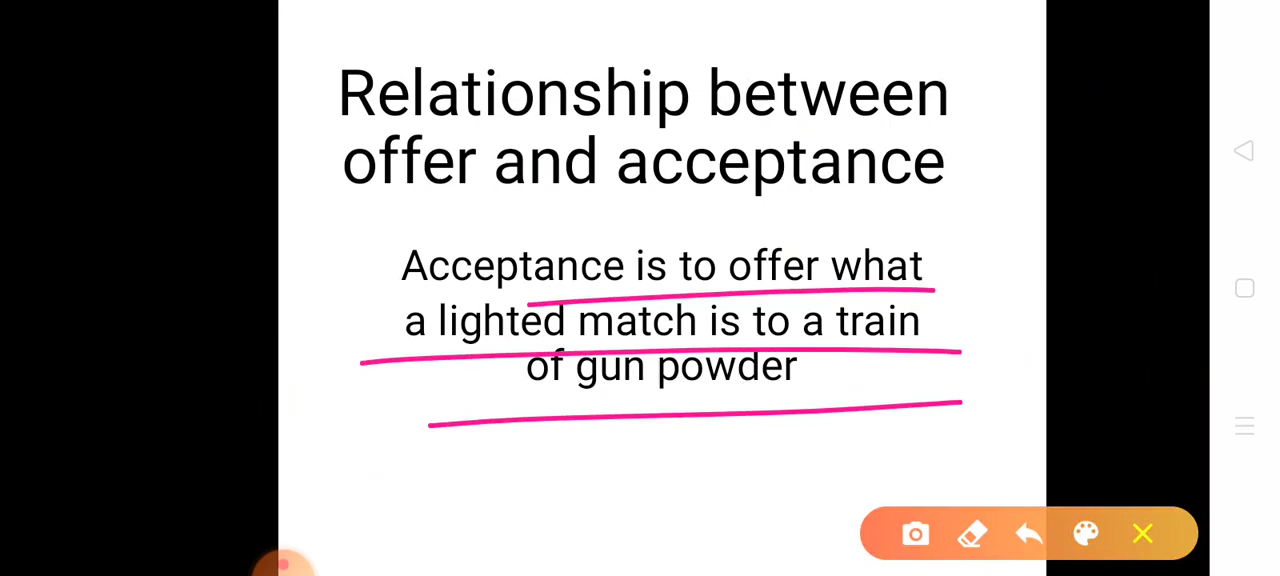 Relationship between
offer and acceptance
Acceptance is to offer what
a lighted match is to a train
of gun powder